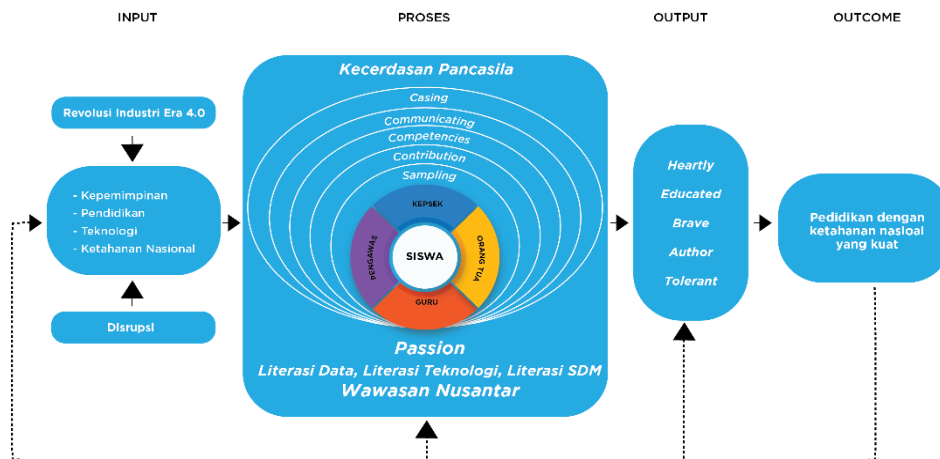 INPUT
PROSES
OUTPUT
OUTCOME
Revolusi Industri Era 4.0
- Kepemimpinan
- Pendidikan
- Teknologi
- Ketahanan Nasional
Disrupsi
Kecerdasan Pancasila
Casing
Communicating
Competencies
Contribution
Sampling
KEPSEK
PENGAWAS
SISWA
ORANG TUA
GURU
Passion
Literasi Data, Literasi Teknologi, Literasi SDM
Wawasan Nusantar
Heartly
Educated
Brave
Author
Tolerant
Pedidikan dengan
ketahanan nasloal
yang kuat